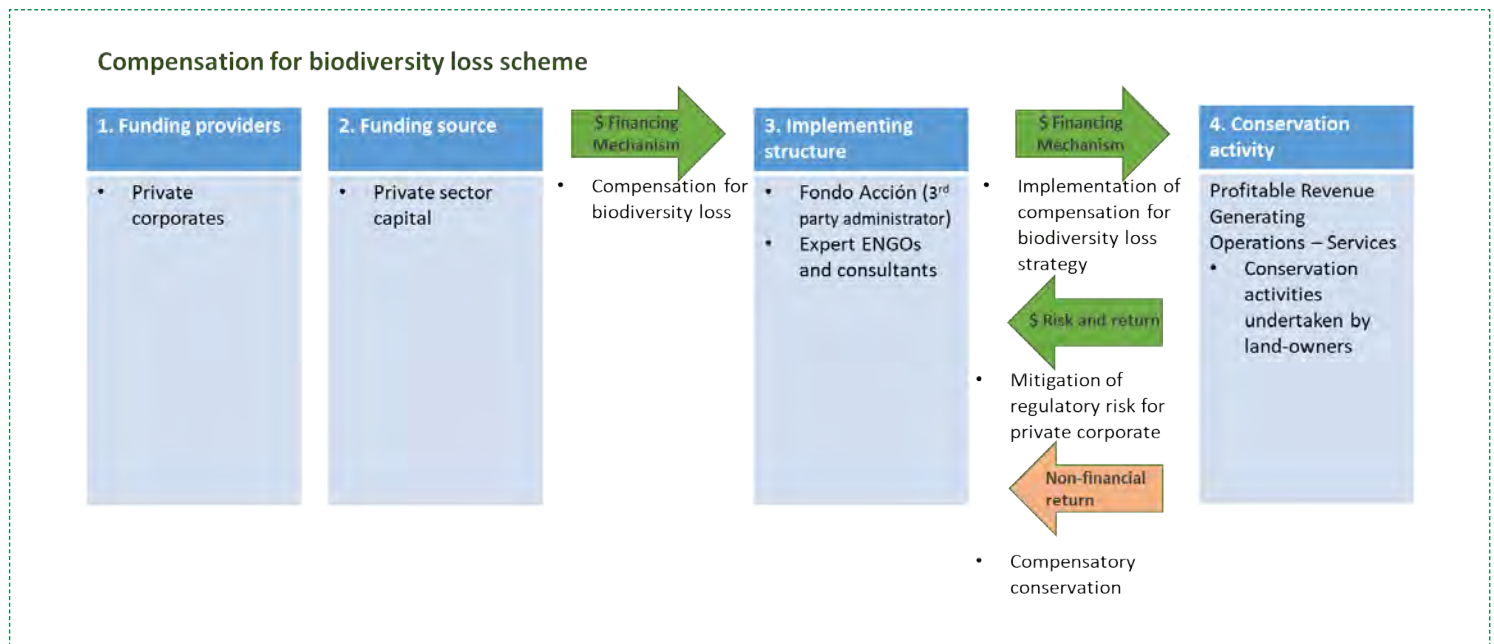 Compensation for biodiversity loss scheme
1. Funding providers
• Private
corporates
2. Funding source
• Private sector
capital
$ Financing
Mechanism
• Compensation for
biodiversity loss
3. Implementing
structure
• Fondo Acción (3rd
party administrator)
• Expert ENGOs
and consultants
$ Financing
Mechanism
• Implementation of
compensation for
biodiversity loss
strategy
$ Risk and return
• Mitigation of
regulatory risk for
private corporate
Non-financial
return
• Compensatory
conservation
4. Conservation
activity
Profitable Revenue
Generating
Operations – Services
• Conservation
activities
undertaken by
land-owners